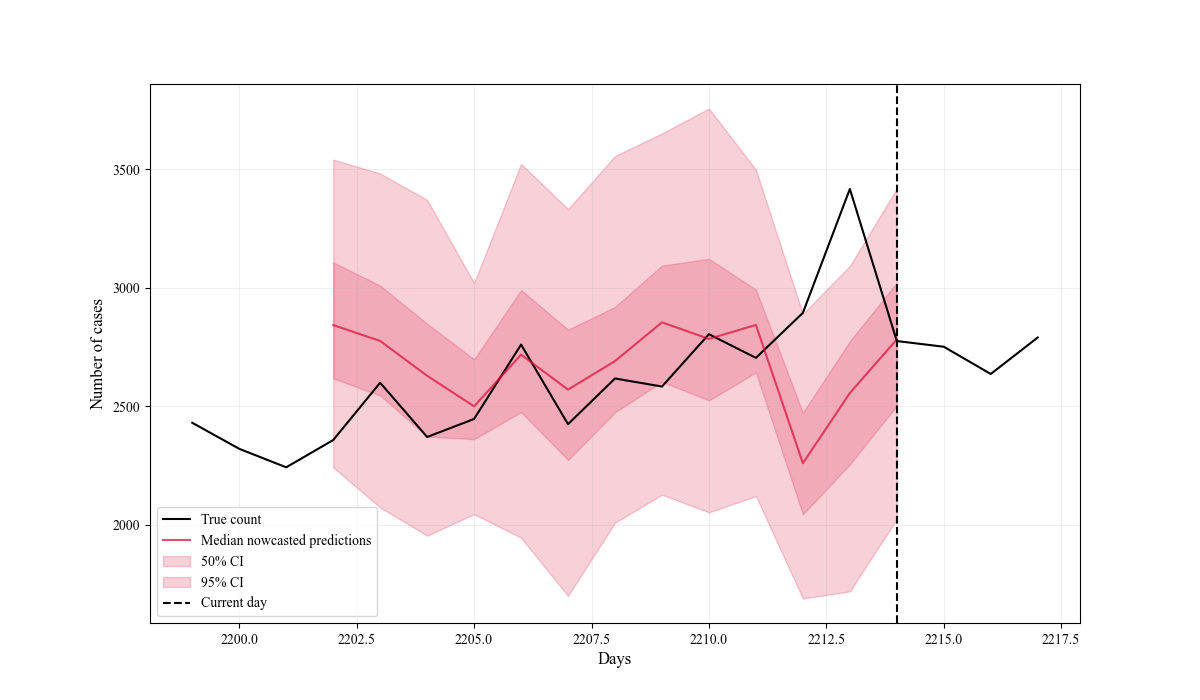 3500
3000
2500
2000
Number of cases
True count
Median nowcasted predictions
50% CI
95% CI
Current day
2200.0 2202.5 2205.0 2207.5 2210.0 2212.5 2215.0 2217.5
Days